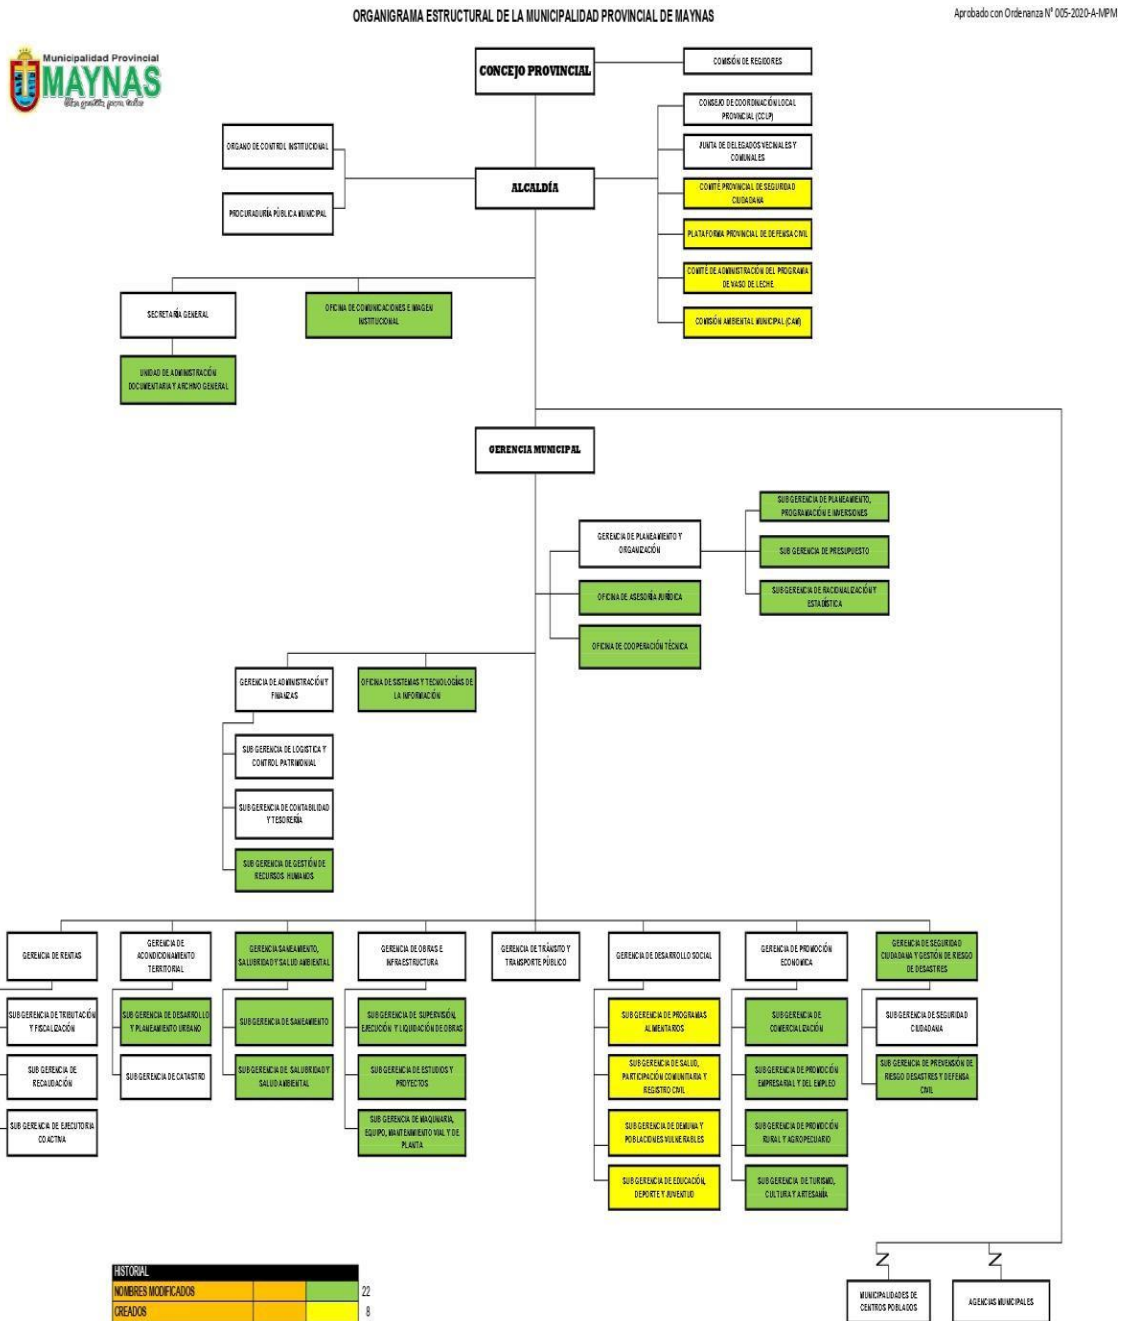 ORGANIGRAMA ESTRUCTURAL DE LA MUNICIPALIDAD PROVINCIAL DE MAYNAS
Aprobado con Ordenanza N° 005-2020-A-MPM
Municipalidad Provincial
MAYNAS
Una gestión para todos
CONCEJO PROVINCIAL
COMISIÓN DE REGIDORES
CONSEJO DE COORDINACIÓN LOCAL
PROVINCIAL (CCLP)
ORGANO DE CONTROL INSTITUCIONAL
JUNTA DE DELEGADOS VECINALES Y
COMUNALES
ALCALDÍA
COMITÉ PROVINCIAL DE SEGURIDAD
CIUDADANA
PROCURADURÍA PÚBLICA MUNICIPAL
PLATAFORMA PROVINCIAL DE DEFENSA CIVIL
COMITÉ DE ADMINISTRACIÓN DEL PROGRAMA
DE VASO DE LECHE.
SECRETARÍA GENERAL
OFICINA DE COMUNICACIONES E IMAGEN
INSTITUCIONAL
COMISIÓN AMBIENTAL MUNICIPAL (CAM)
UNIDAD DE ADMINISTRACIÓN
DOCUMENTARIA Y ARCHIVO GENERAL
GERENCIA MUNICIPAL
SUB GERENCIA DE PLANEAMIENTO,
PROGRAMACIÓN E INVERSIONES
GERENCIA DE PLANEAMIENTO Y
ORGANIZACIÓN
SUB GERENCIA DE PRESUPUESTO
OFICINA DE ASESORÍA JURÍDICA
SUB GERENCIA DE RACIONALIZACIÓN Y
ESTADÍSTICA
OFICINA DE COOPERACIÓN TÉCNICA
GERENCIA DE ADMINISTRACIÓN Y
FINANZAS
OFICINA DE SISTEMAS Y TECNOLOGÍAS DE
LA INFORMACIÓN
SUB GERENCIA DE LOGISTICA Y
CONTROL PATRIMONIAL
SUB GERENCIA DE CONTABILIDAD
Y TESORERÍA
SUB GERENCIA DE GESTIÓN DE
RECURSOS HUMANOS
GERENCIA DE RENTAS
GERENCIA DE
ACONDICIONAMIENTO
TERRITORIAL
GERENCIA SANEAMIENTO,
SALUBRIDAD Y SALUD AMBIENTAL
GERENCIA DE OBRAS E
INFRAESTRUCTURA
GERENCIA DE TRÁNSITO Y
TRANSPORTE PÚBLICO
GERENCIA DE DESARROLLO SOCIAL
GERENCIA DE PROMOCIÓN
ECONOMICA
GERENCIA DE SEGURIDAD
CIUDADANA Y GESTIÓN DE RIESGO
DE DESASTRES
SUB GERENCIA DE TRIBUTACIÓN
Y FISCALIZACIÓN
SUB GERENCIA DE DESARROLLO
Y PLANEAMIENTO URBANO
SUB GERENCIA DE SANEAMIENTO
SUB GERENCIA DE SUPERVISIÓN,
EJECUCIÓN Y LIQUIDACIÓN DE OBRAS
SUB GERENCIA DE PROGRAMAS
ALIMENTARIOS
SUB GERENCIA DE
COMERCIALIZACIÓN
SUB GERENCIA DE SEGURIDAD
CIUDADANA
SUB GERENCIA DE
RECAUDACIÓN
SUB GERENCIA DE CATASTRO
SUB GERENCIA DE SALUBRIDAD Y
SALUD AMBIENTAL
SUB GERENCIA DE ESTUDIOS Y
PROYECTOS
SUB GERENCIA DE SALUD,
PARTICIPACIÓN COMUNITARIA Y
REGISTRO CIVIL
SUB GERENCIA DE PROMOCIÓN
EMPRESARIAL Y DEL EMPLEO
SUB GERENCIA DE PREVENCIÓN DE
RIESGO DESASTRES Y DEFENSA
CIVIL
SUB GERENCIA DE EJECUTORIA
COACTIVA
SUB GERENCIA DE MAQUINARIA,
EQUIPO, MANTENIMIENTO VIAL Y DE
PLANTA
SUB GERENCIA DE DEMUNA Y
POBLACIONES VULNERABLES
SUB GERENCIA DE PROMOCIÓN
RURAL Y AGROPECUARIO
SUB GERENCIA DE EDUCACIÓN,
DEPORTE Y JUVENTUD
SUB GERENCIA DE TURISMO,
CULTURA Y ARTESANÍA
HISTORIAL
NOMBRES MODIFICADOS 22
CREADOS 8
MUNICIPALIDADES DE
CENTROS POBLADOS
AGENCIAS MUNICIPALES